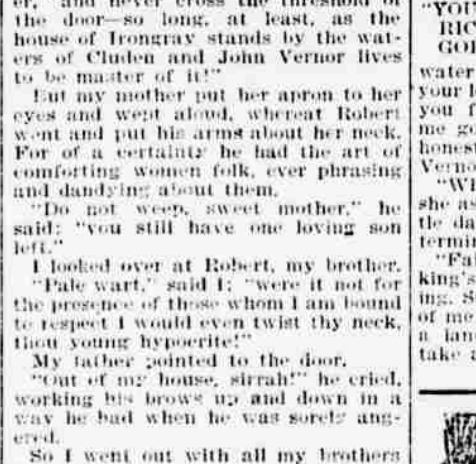 er, and never cross the threshold of
the door—so long, at least, as the
house of Irongray stands by the wat-
ers of Cluden and John Vernor lives
to be master of it!"
But my mother put her apron to her
eyes and wept aloud, whereat Robert
went and put his arms about her neck.
For of a certainty he had the art of
comforting women folk, ever phrasing
and dandying about them.
"Do not weep, sweet mother," he
said; "you still have one loving son
left."
I looked over at Robert, my brother.
"Pale wart," said I; "were it not for
the presence of those whom I am bound
to respect I would even twist thy neck,
thou young hypocrite!"
My father pointed to the door.
"Out of my house, sirrah!" he cried,
working his brows up and down in a
way he had when he was sorely ang-
ered.
So I went out with all my brothers
"YOU
RIC
GO
water
your l
you
me go
honest
Verno
"W
she as
tle da
termin
"Fa
king's
ing, s
of me
a lan
take